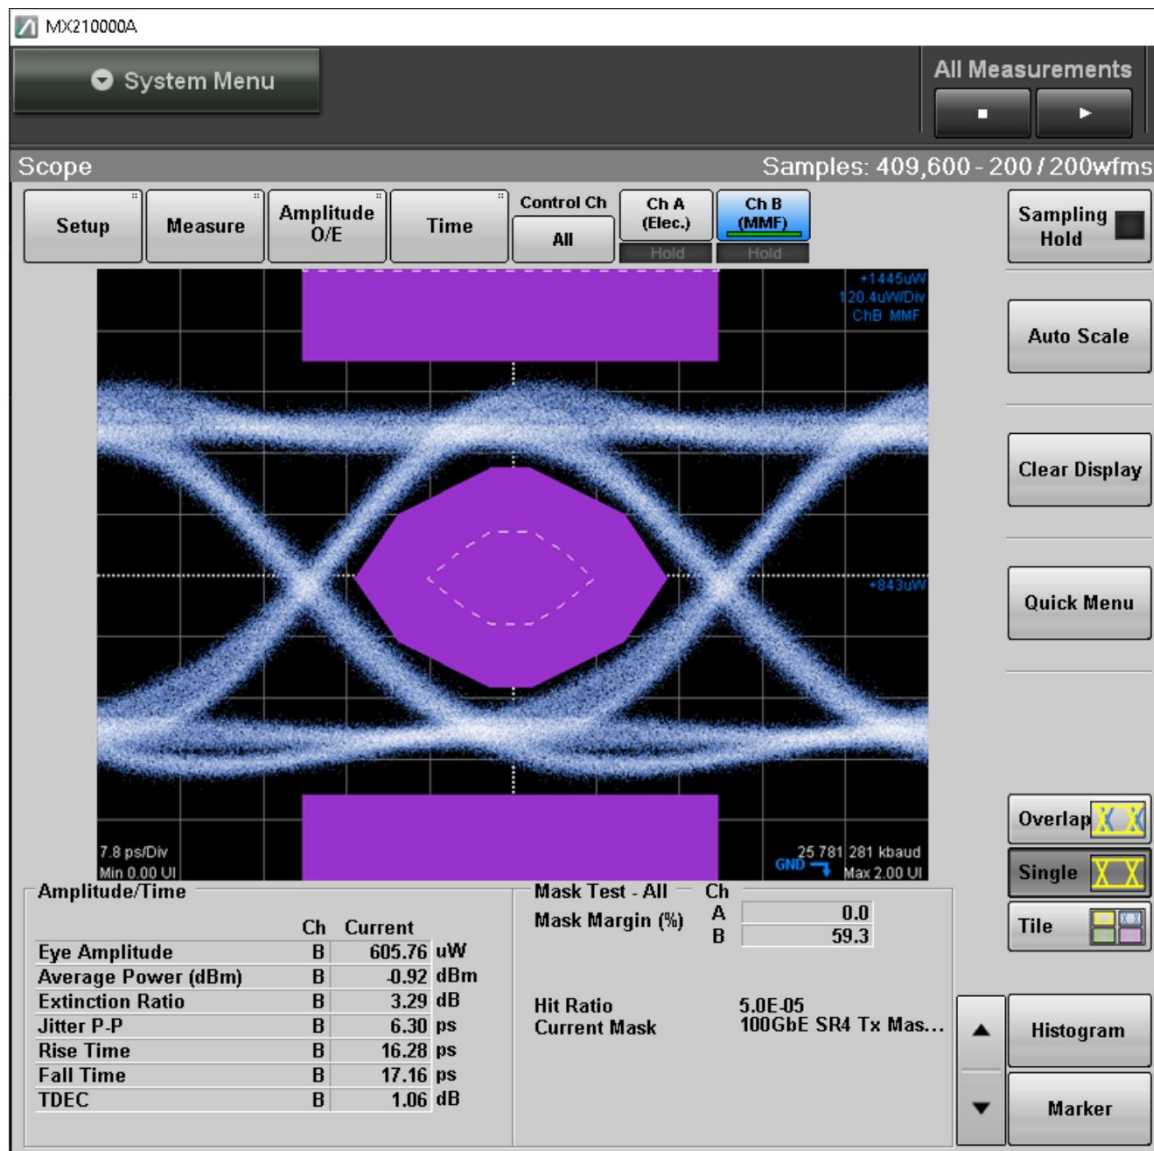 MX210000A
System Menu
All Measurements
Scope
Samples: 409,600 - 200 / 200wfms
Setup
Measure
Amplitude
O/E
Time
Control Ch
All
Ch A
(Elec.)
Hold
Ch B
(MMF)
Hold
Sampling
Hold
+1445uW
120.4uW/Div
ChB MMF
Auto Scale
Clear Display
+843uW
Quick Menu
7.8 ps/Div
Min 0.00 UI
25 781 281 kbaud
GND
Max 2.00 UI
Overlap
Single
Tile
Amplitude/Time
Ch Current
Eye Amplitude B 605.76 uW
Average Power (dBm) B -0.92 dBm
Extinction Ratio B 3.29 dB
Jitter P-P B 6.30 ps
Rise Time B 16.28 ps
Fall Time B 17.16 ps
TDEC B 1.06 dB
Mask Test - All Ch
Mask Margin (%) A 0.0
B 59.3
Hit Ratio 5.0E-05
Current Mask 100GbE SR4 Tx Mas...
Histogram
Marker